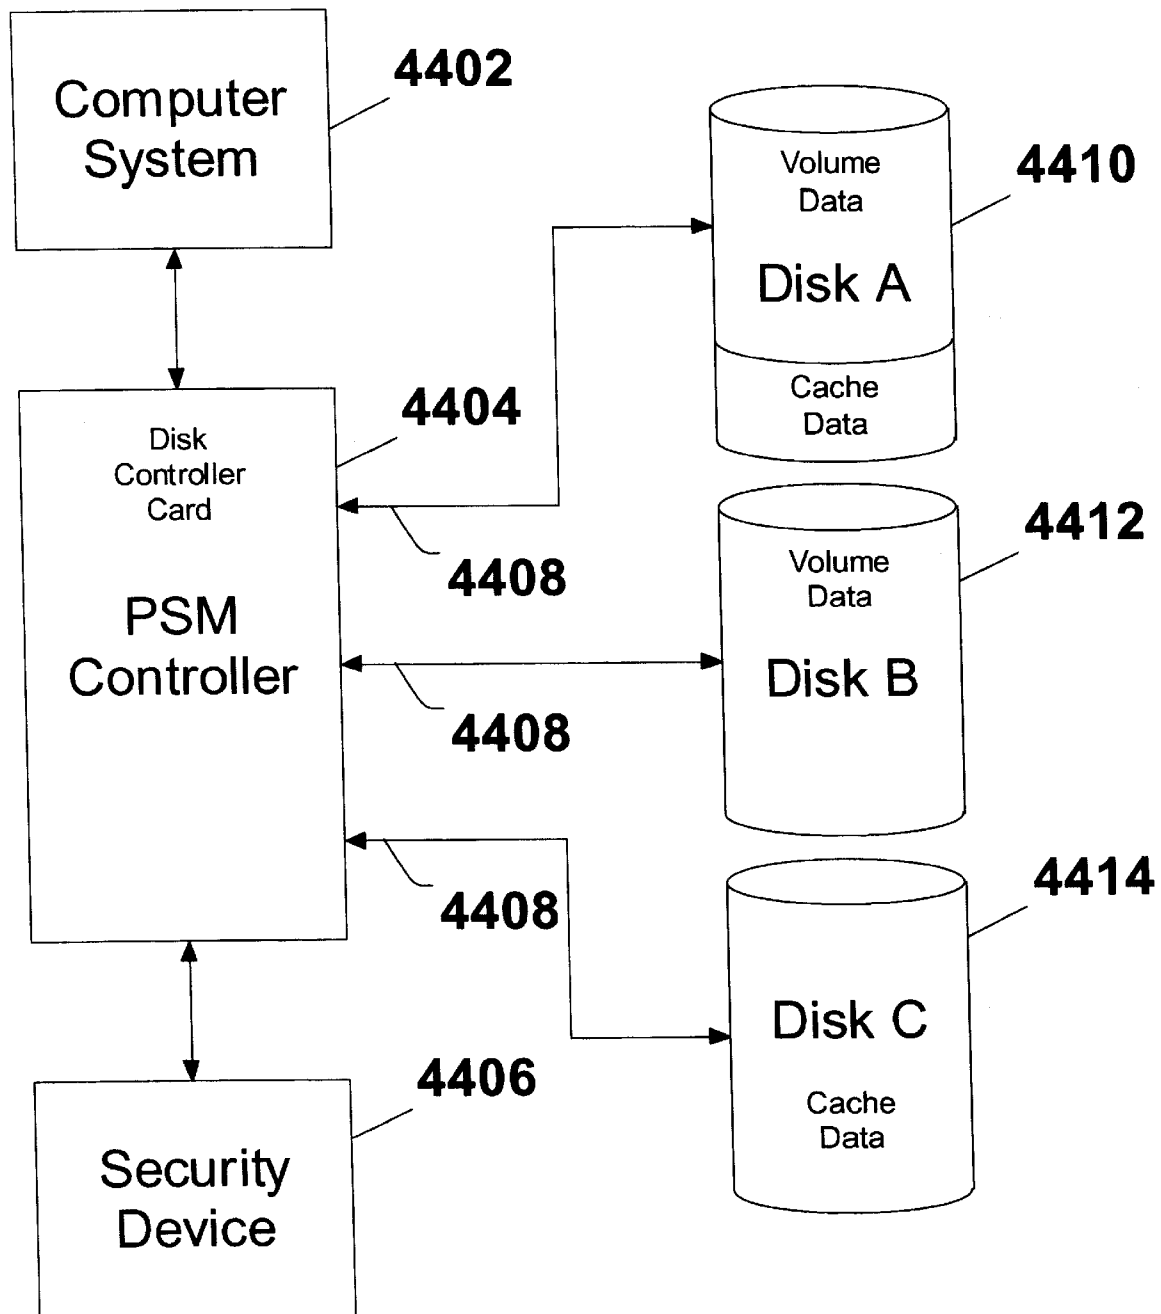 Computer
System
4402
Volume
Data
Disk A
Cache
Data
4410
Disk
Controller
Card
PSM
Controller
4404
4408
4408
4408
Volume
Data
Disk B
4412
Disk C
Cache
Data
4414
Security
Device
4406